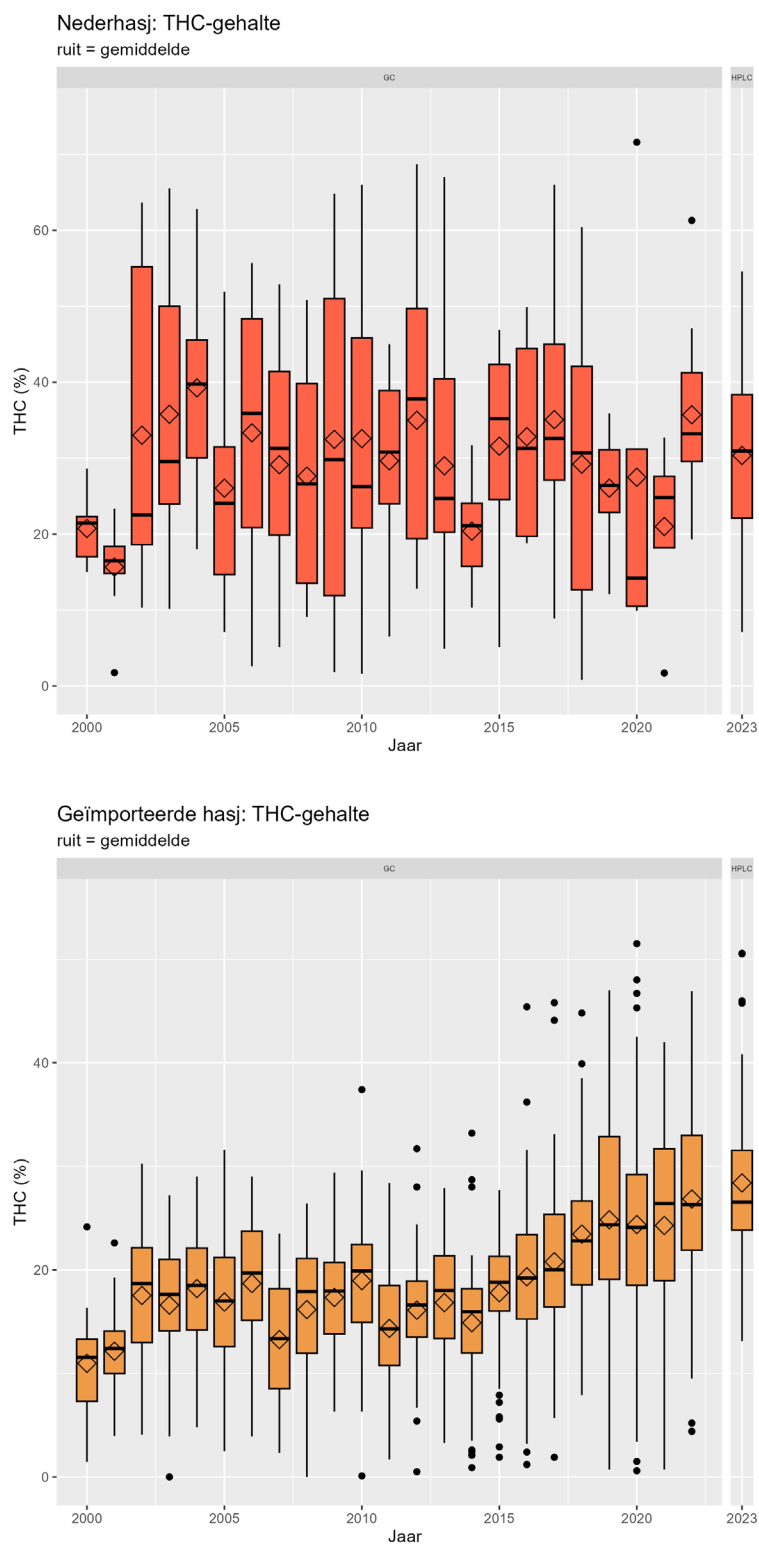 Nederhasj: THC-gehalte
ruit = gemiddelde
GC
HPLC
THC (%)
60
40
20
0
2000
2005
2010
2015
2020
2023
Jaar
Geïmporteerde hasj: THC-gehalte
ruit = gemiddelde
GC
HPLC
THC (%)
40
20
0
2000
2005
2010
2015
2020
2023
Jaar